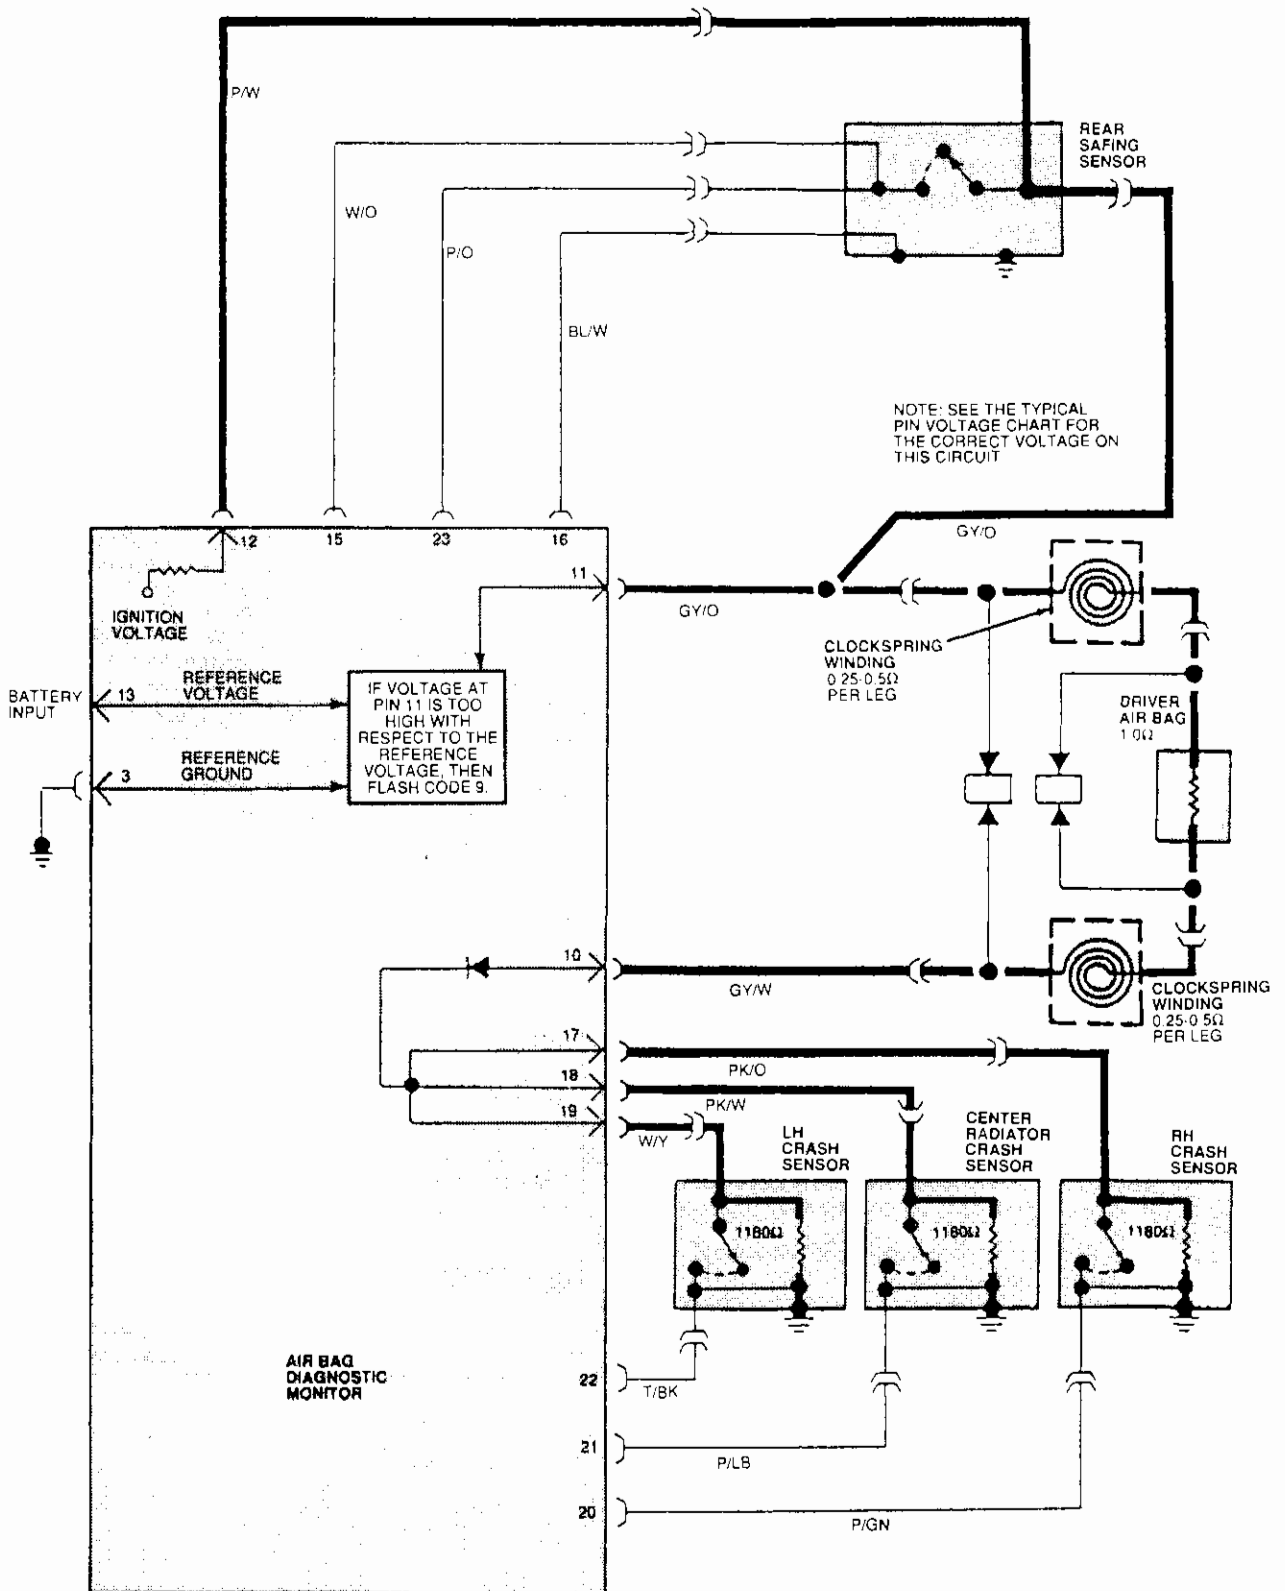 P/W
REAR
SAFING
SENSOR
W/O
P/O
BL/W
NOTE: SEE THE TYPICAL
PIN VOLTAGE CHART FOR
THE CORRECT VOLTAGE ON
THIS CIRCUIT
GY/O
12
15
23
16
11
GY/O
IGNITION
VOLTAGE
CLOCKSPRING
WINDING
0.25-0.5Ω
PER LEG
BATTERY
INPUT
13
REFERENCE
VOLTAGE
IF VOLTAGE AT
PIN 11 IS TOO
HIGH WITH
RESPECT TO THE
REFERENCE
VOLTAGE, THEN
FLASH CODE 9.
DRIVER
AIR BAG
1.0Ω
3
REFERENCE
GROUND
10
GY/W
CLOCKSPRING
WINDING
0.25-0.5Ω
PER LEG
17
PK/O
18
PK/W
19
W/Y
LH
CRASH
SENSOR
CENTER
RADIATOR
CRASH
SENSOR
RH
CRASH
SENSOR
1180Ω
1180Ω
1180Ω
AIR BAG
DIAGNOSTIC
MONITOR
22
T/BK
21
P/LB
20
P/GN